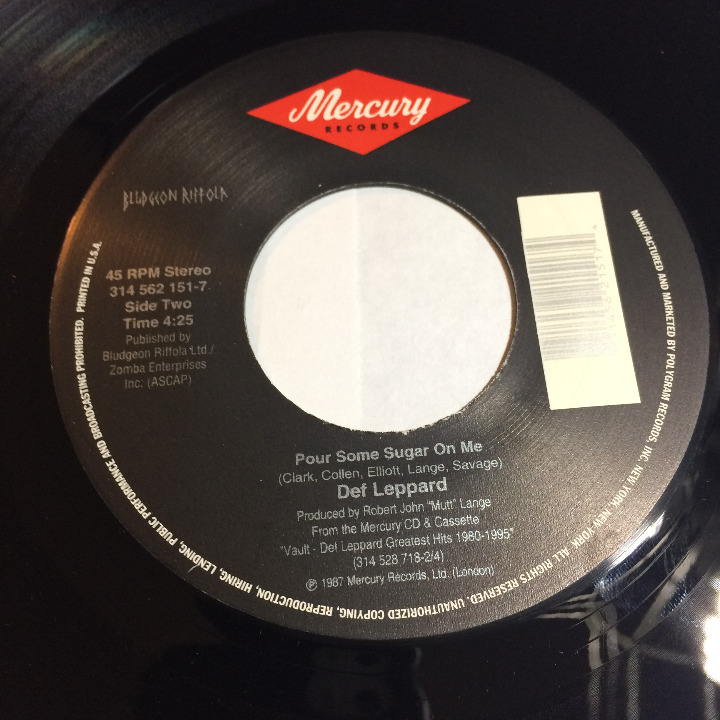 Mercury
RECORDS
BLUDGEON RIFFOLA
45 RPM Stereo
314 562 151-7
Side Two
Time 4:25
Published by
Bludgeon Riffola Ltd./
Zomba Enterprises
Inc. (ASCAP)
Pour Some Sugar On Me
(Clark, Collen, Elliott, Lange, Savage)
Def Leppard
Produced by Robert John "Mutt" Lange
From the Mercury CD & Cassette
"Vault - Def Leppard Greatest Hits 1980-1995"
(314 528 718-2/4)
℗ 1987 Mercury Records, Ltd. (London)
MANUFACTURED AND MARKETED BY POLYGRAM RECORDS, INC. NEW YORK, NEW YORK. ALL RIGHTS RESERVED. UNAUTHORIZED COPYING, REPRODUCTION, HIRING, LENDING, PUBLIC PERFORMANCE AND BROADCASTING PROHIBITED. PRINTED IN U.S.A.